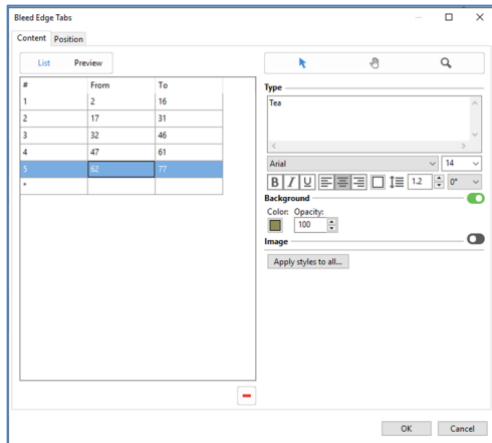 Bleed Edge Tabs
Content Position
List Preview
# From To
1 2 16
2 17 31
3 32 46
4 47 61
5 62 77
*
Type
Tea
Arial 14
B I U 1.2 0°
Background
Color: Opacity:
100
Image
Apply styles to all...
OK Cancel